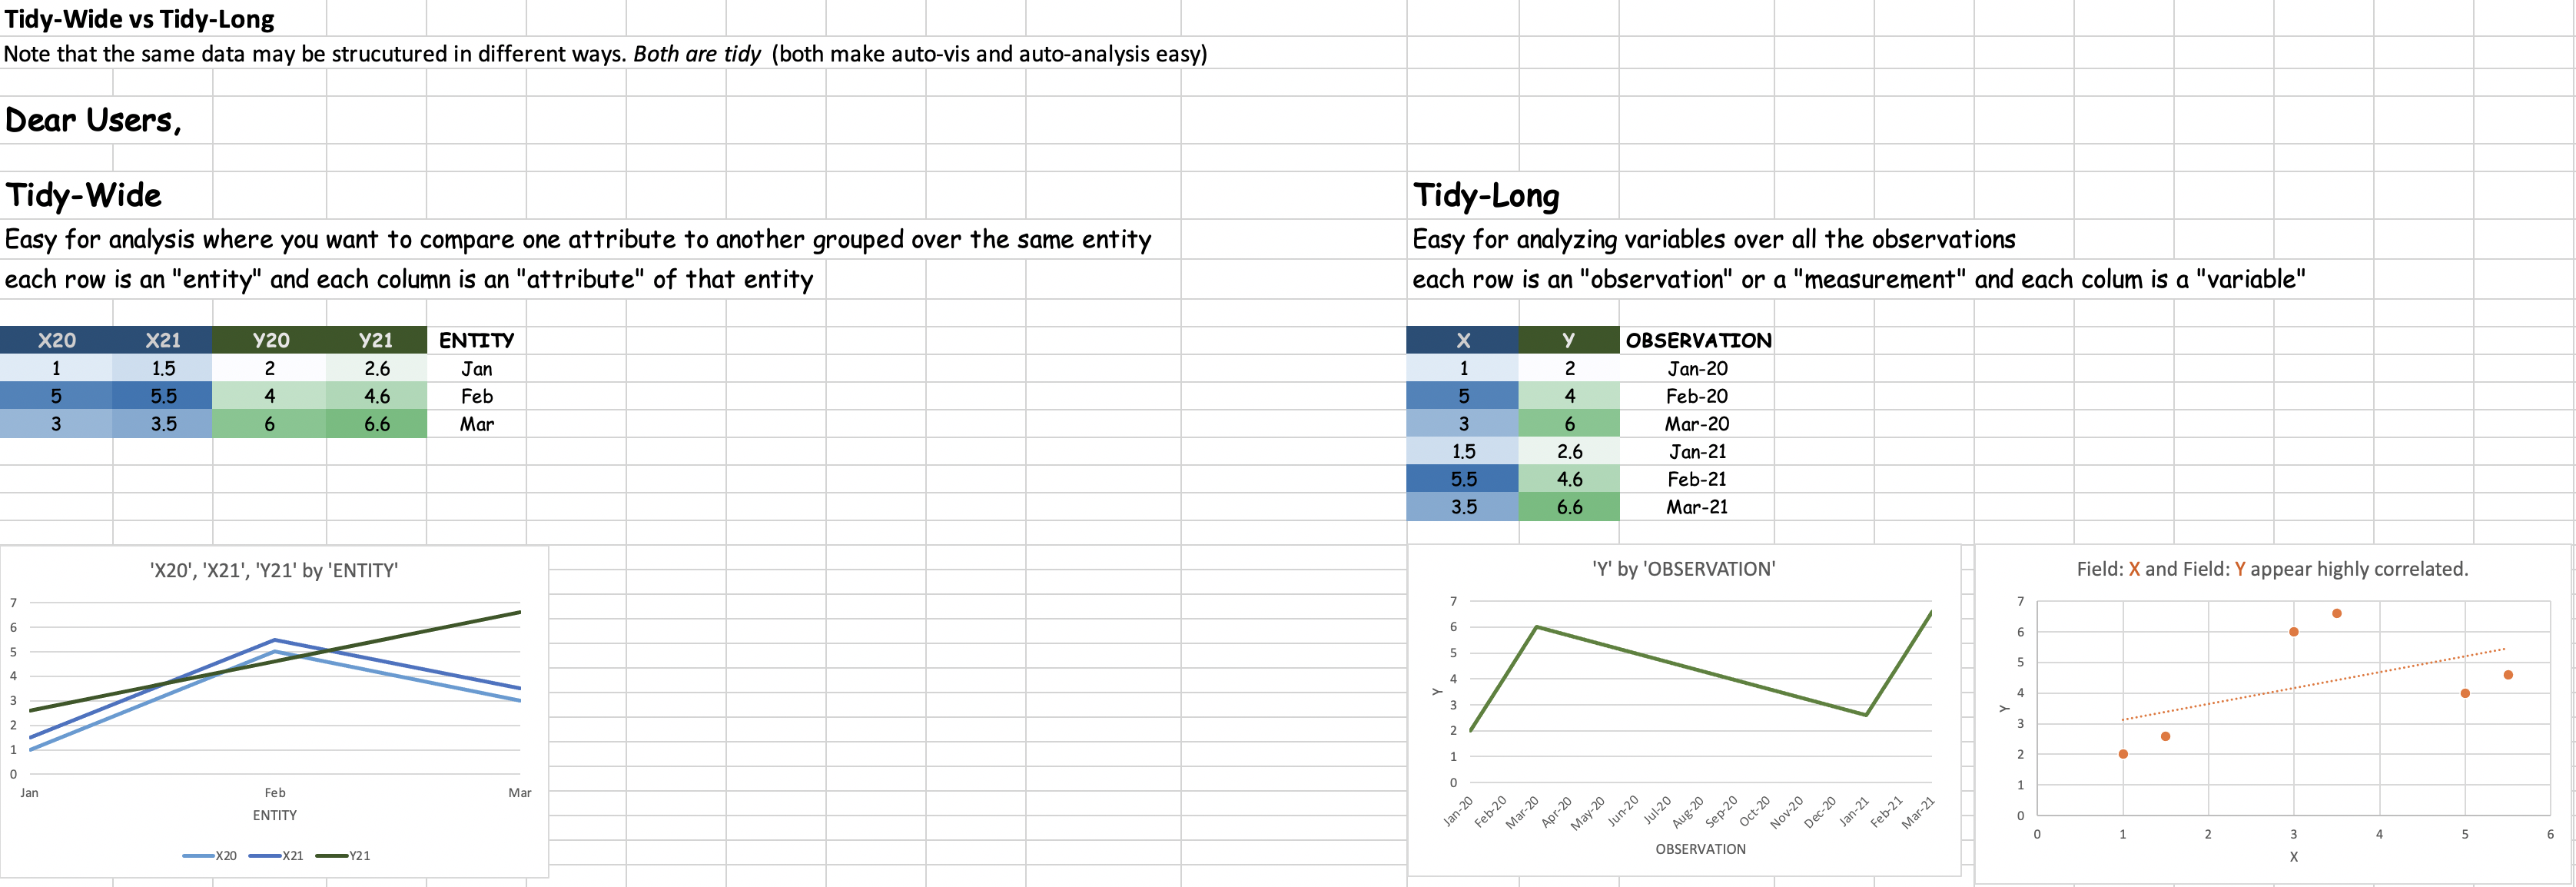 Tidy-Wide vs Tidy-Long
Note that the same data may be strucutured in different ways. Both are tidy (both make auto-vis and auto-analysis easy)
Dear Users,
Tidy-Wide
Easy for analysis where you want to compare one attribute to another grouped over the same entity
each row is an "entity" and each column is an "attribute" of that entity
X20 X21 Y20 Y21 ENTITY
1 1.5 2 2.6 Jan
5 5.5 4 4.6 Feb
3 3.5 6 6.6 Mar
'X20', 'X21', 'Y21' by 'ENTITY'
7
6
5
4
3
2
1
0
Jan Feb Mar
ENTITY
X20 X21 Y21
Tidy-Long
Easy for analyzing variables over all the observations
each row is an "observation" or a "measurement" and each colum is a "variable"
X Y OBSERVATION
1 2 Jan-20
5 4 Feb-20
3 6 Mar-20
1.5 2.6 Jan-21
5.5 4.6 Feb-21
3.5 6.6 Mar-21
'Y' by 'OBSERVATION'
7
6
5
4
Y
3
2
1
0
Jan-20 Feb-20 Mar-20 Apr-20 May-20 Jun-20 Jul-20 Aug-20 Sep-20 Oct-20 Nov-20 Dec-20 Jan-21 Feb-21 Mar-21
OBSERVATION
Field: X and Field: Y appear highly correlated.
7
6
5
4
Y
3
2
1
0
0 1 2 3 4 5 6
X